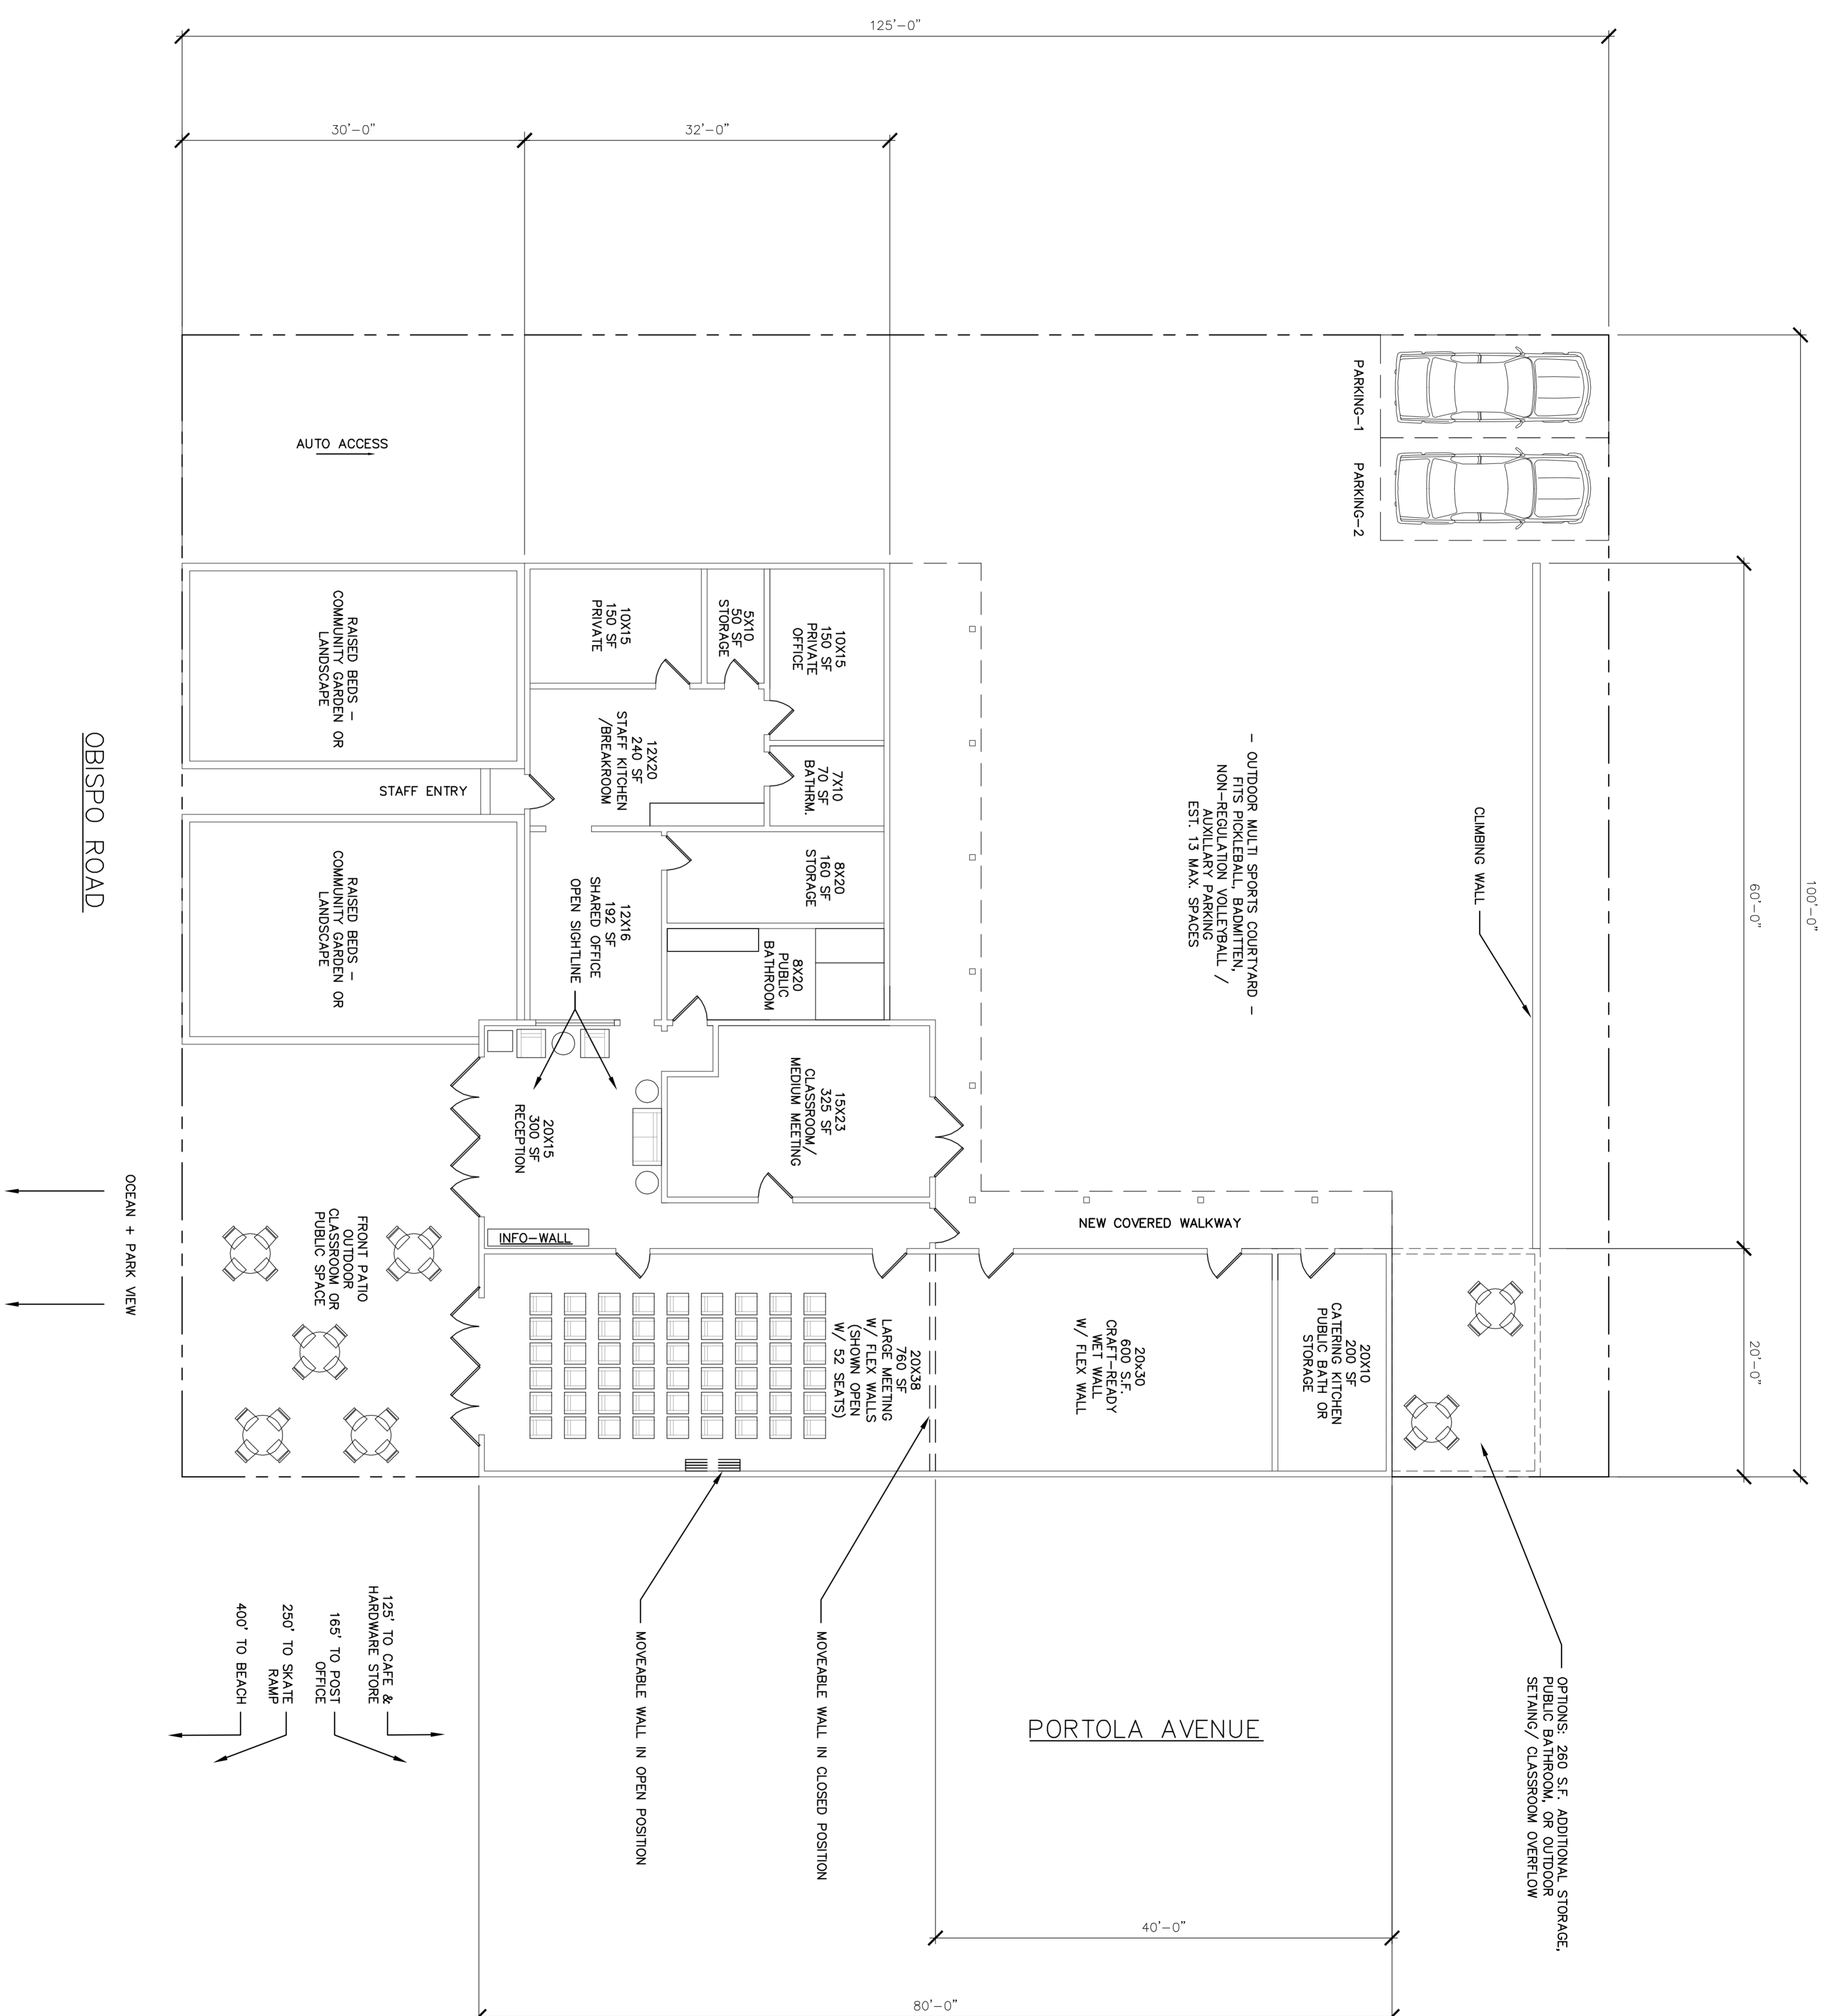 125'-0"
30'-0"
32'-0"
100'-0"
60'-0"
20'-0"
PARKING-1
PARKING-2
AUTO ACCESS
CLIMBING WALL
- OUTDOOR MULTI SPORTS COURTYARD -
FITS PICKLEBALL, BADMITTEN,
NON-REGULATION VOLLEYBALL /
AUXILLARY PARKING
EST. 13 MAX. SPACES
10X15
150 SF
PRIVATE
OFFICE
5X10
50 SF
STORAGE
10X15
150 SF
PRIVATE
7X10
70 SF
BATHRM.
12X20
240 SF
STAFF KITCHEN
/BREAKROOM
8X20
160 SF
STORAGE
8X20
PUBLIC
BATHROOM
12X16
192 SF
SHARED OFFICE
OPEN SIGHTLINE
STAFF ENTRY
RAISED BEDS -
COMMUNITY GARDEN OR
LANDSCAPE
RAISED BEDS -
COMMUNITY GARDEN OR
LANDSCAPE
OBISPO ROAD
15X23
325 SF
CLASSROOM/
MEDIUM MEETING
20X15
300 SF
RECEPTION
INFO-WALL
NEW COVERED WALKWAY
FRONT PATIO
OUTDOOR
CLASSROOM OR
PUBLIC SPACE
OCEAN + PARK VIEW
20X38
760 SF
LARGE MEETING
W/ FLEX WALLS
(SHOWN OPEN
W/ 52 SEATS)
20x30
600 S.F.
CRAFT-READY
WET WALL
W/ FLEX WALL
20X10
200 SF
CATERING KITCHEN
PUBLIC BATH OR
STORAGE
OPTIONS: 260 S.F. ADDITIONAL STORAGE,
PUBLIC BATHROOM, OR OUTDOOR
SETAING/ CLASSROOM OVERFLOW
MOVEABLE WALL IN CLOSED POSITION
MOVEABLE WALL IN OPEN POSITION
PORTOLA AVENUE
125' TO CAFE &
HARDWARE STORE
165' TO POST
OFFICE
250' TO SKATE
RAMP
400' TO BEACH
40'-0"
80'-0"